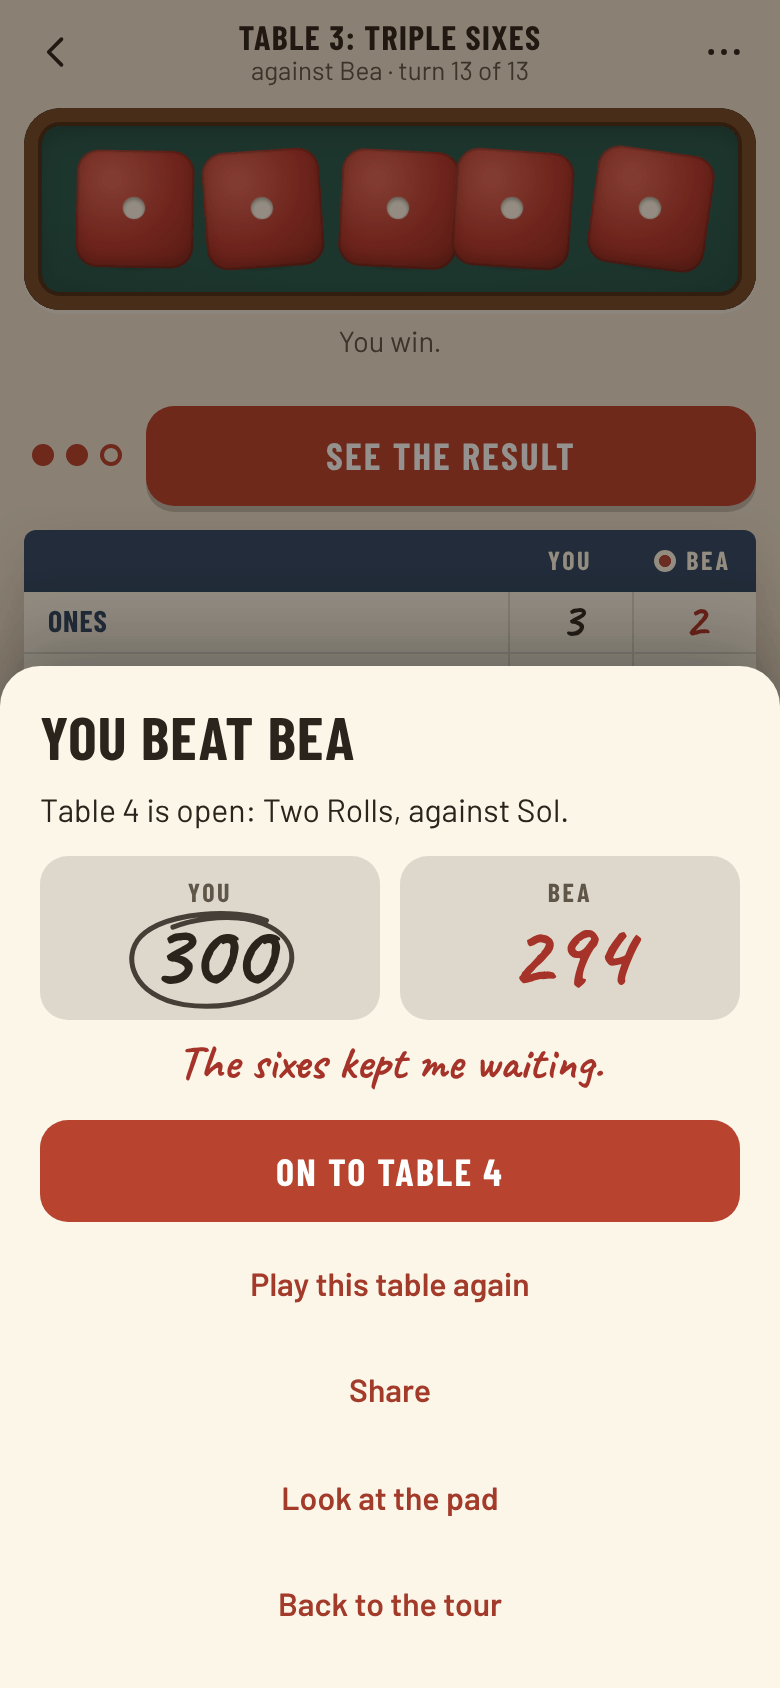 TABLE 3: TRIPLE SIXES
against Bea · turn 13 of 13
You win.
SEE THE RESULT
YOU BEA
ONES 3 2
YOU BEAT BEA
Table 4 is open: Two Rolls, against Sol.
YOU BEA
300 294
The sixes kept me waiting.
ON TO TABLE 4
Play this table again
Share
Look at the pad
Back to the tour